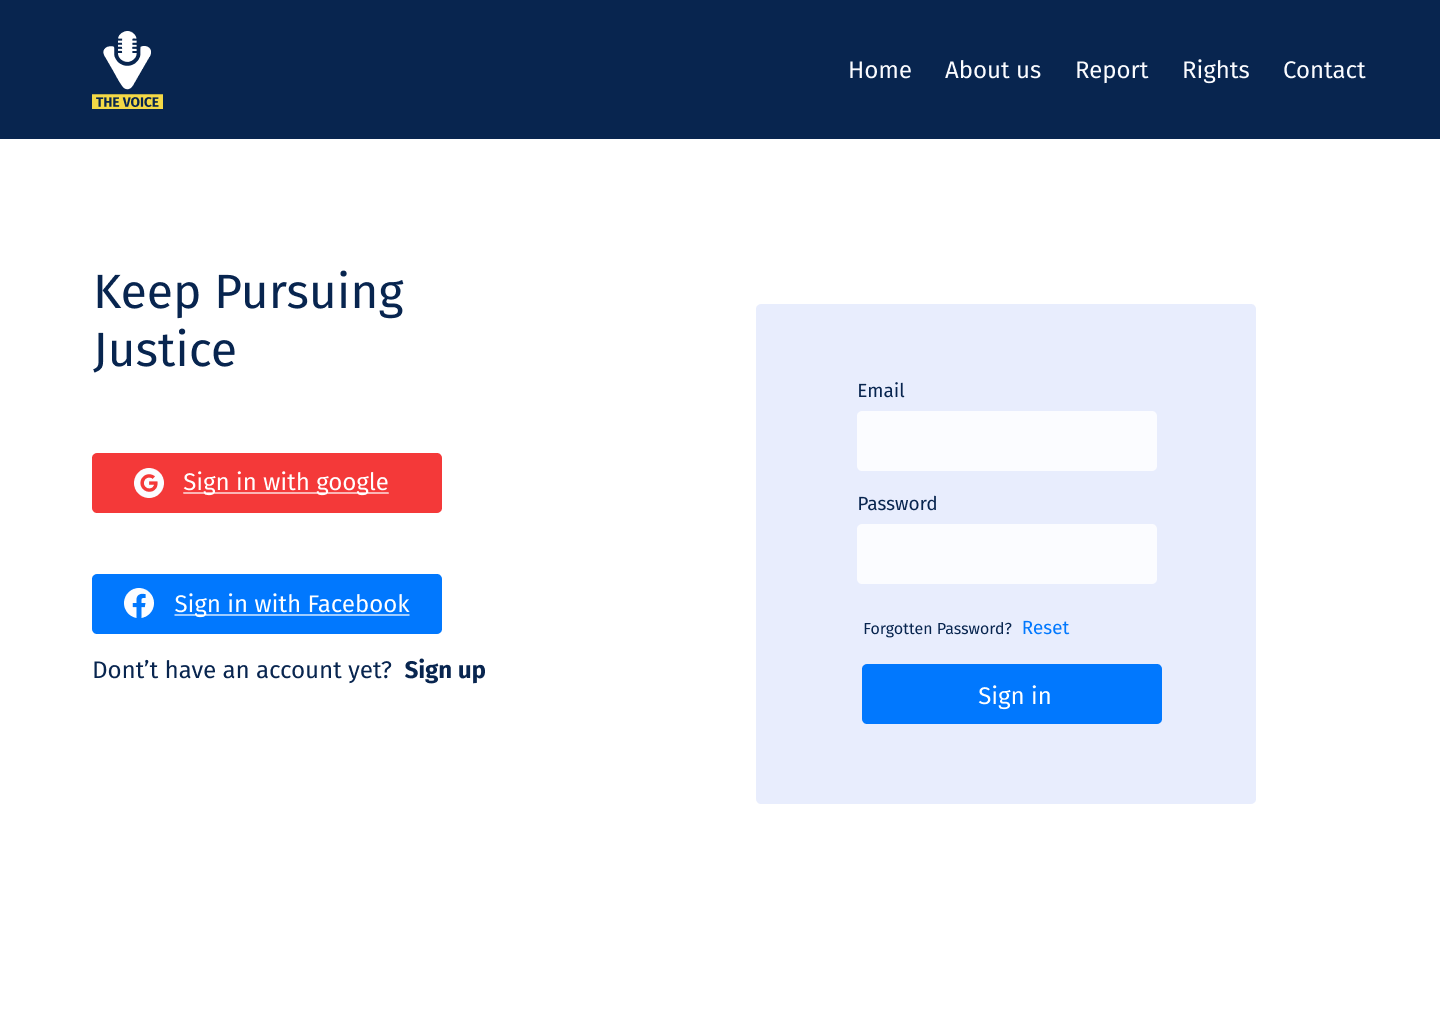 THE VOICE
Home About us Report Rights Contact
Keep Pursuing
Justice
Sign in with google
Sign in with Facebook
Dont’t have an account yet? Sign up
Email
Password
Forgotten Password? Reset
Sign in